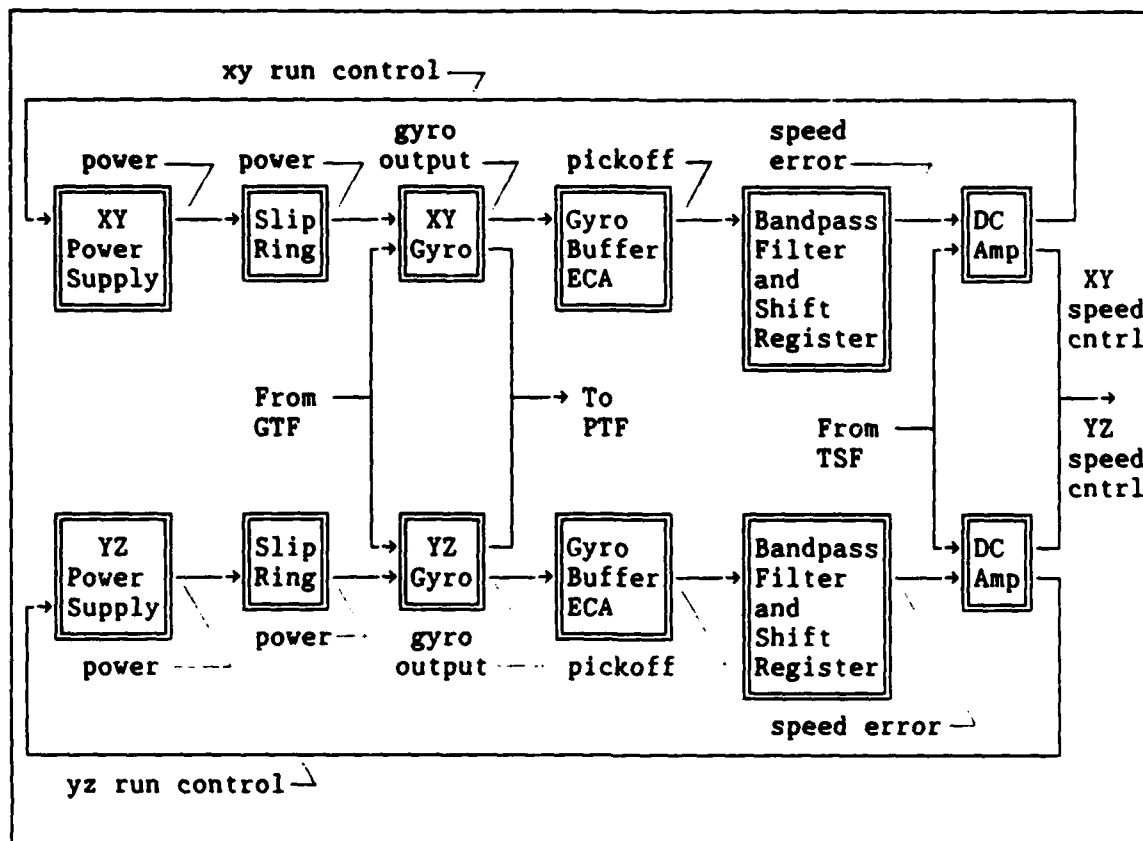 xy run control
power
power
gyro
output
pickoff
speed
error
XY
Power
Supply
Slip
Ring
XY
Gyro
Gyro
Buffer
ECA
Bandpass
Filter
and
Shift
Register
DC
Amp
XY
speed
cntrl
From
GTF
To
PTF
From
TSF
YZ
speed
cntrl
YZ
Power
Supply
Slip
Ring
YZ
Gyro
Gyro
Buffer
ECA
Bandpass
Filter
and
Shift
Register
DC
Amp
power
power
gyro
output
pickoff
speed error
yz run control